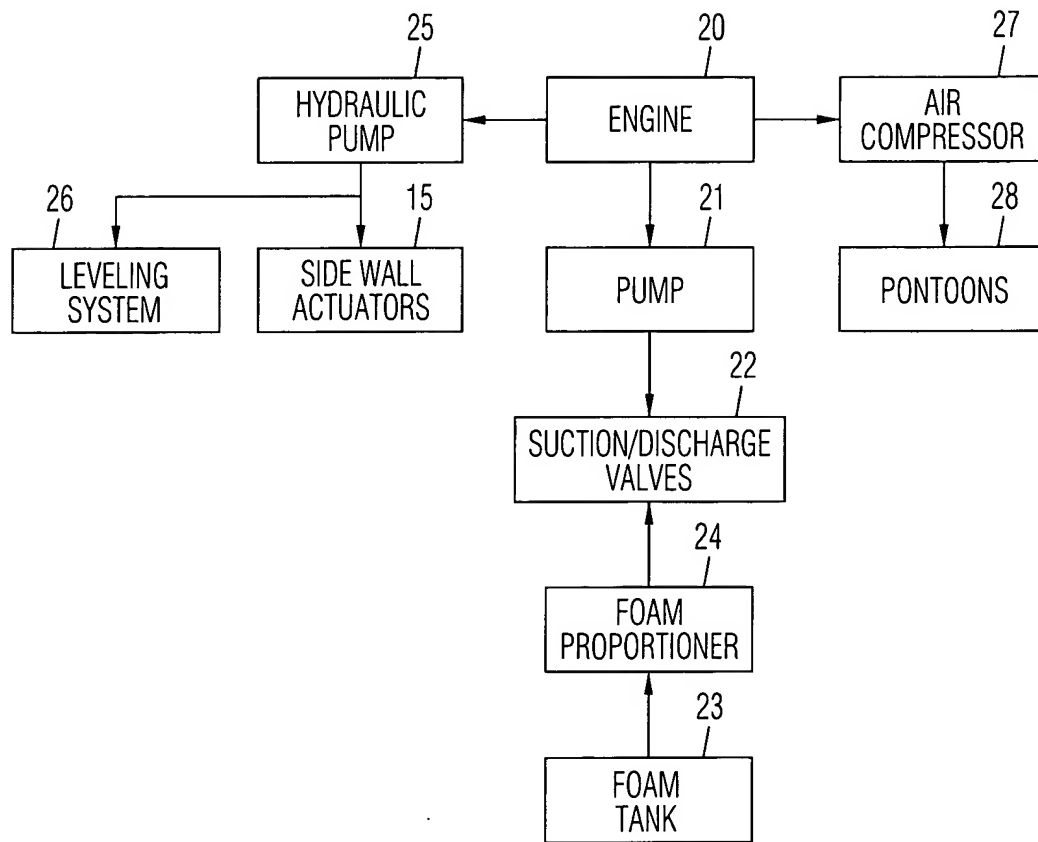 25
20
27
HYDRAULIC
PUMP
ENGINE
AIR
COMPRESSOR
26
15
21
28
LEVELING
SYSTEM
SIDE WALL
ACTUATORS
PUMP
PONTOONS
22
SUCTION/DISCHARGE
VALVES
24
FOAM
PROPORTIONER
23
FOAM
TANK